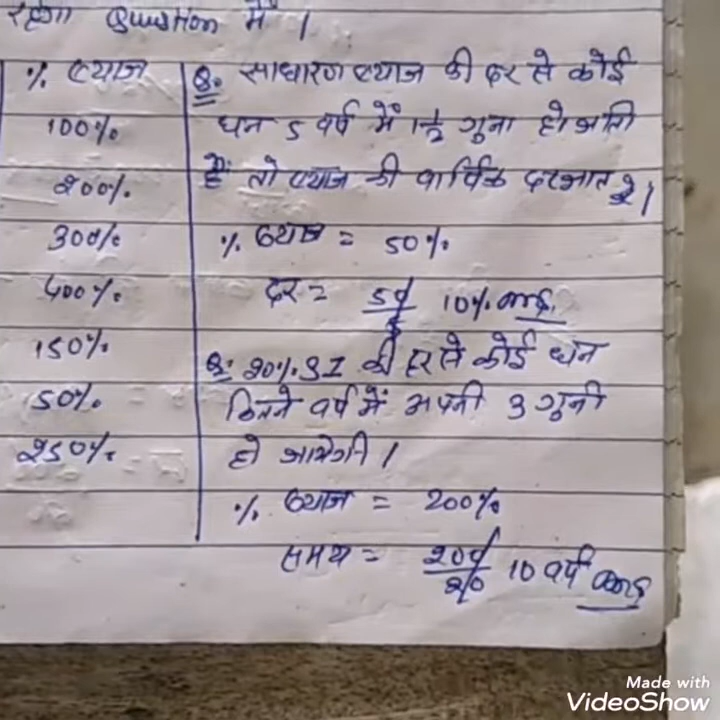 रहेगा Question में ।
% ब्याज
100%
200%
300%
400%
150%
50%
250%
Q. साधारण ब्याज की दर से कोई
धन 5 वर्ष में 1 1/2 गुना हो जाती
है तो ब्याज की वार्षिक दर ज्ञात करे।
% ब्याज = 50%
दर = 50/5 10% Ans.
Q. 20% SI की दर से कोई धन
कितने वर्ष में अपनी 3 गुनी
हो जायेगी।
% ब्याज = 200%
समय = 200/20 10 वर्ष Ans
Made with
VideoShow